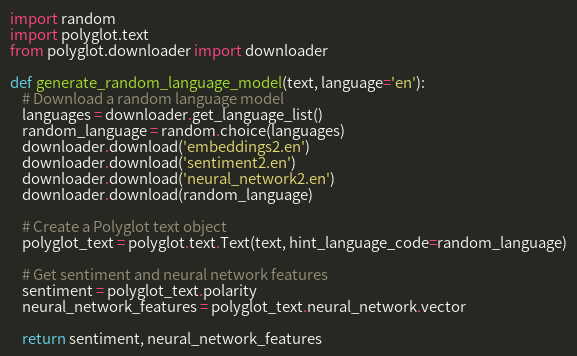 import random
import polyglot.text
from polyglot.downloader import downloader
def generate_random_language_model(text, language='en'):
# Download a random language model
languages = downloader.get_language_list()
random_language = random.choice(languages)
downloader.download('embeddings2.en')
downloader.download('sentiment2.en')
downloader.download('neural_network2.en')
downloader.download(random_language)
# Create a Polyglot text object
polyglot_text = polyglot.text.Text(text, hint_language_code=random_language)
# Get sentiment and neural network features
sentiment = polyglot_text.polarity
neural_network_features = polyglot_text.neural_network.vector
return sentiment, neural_network_features